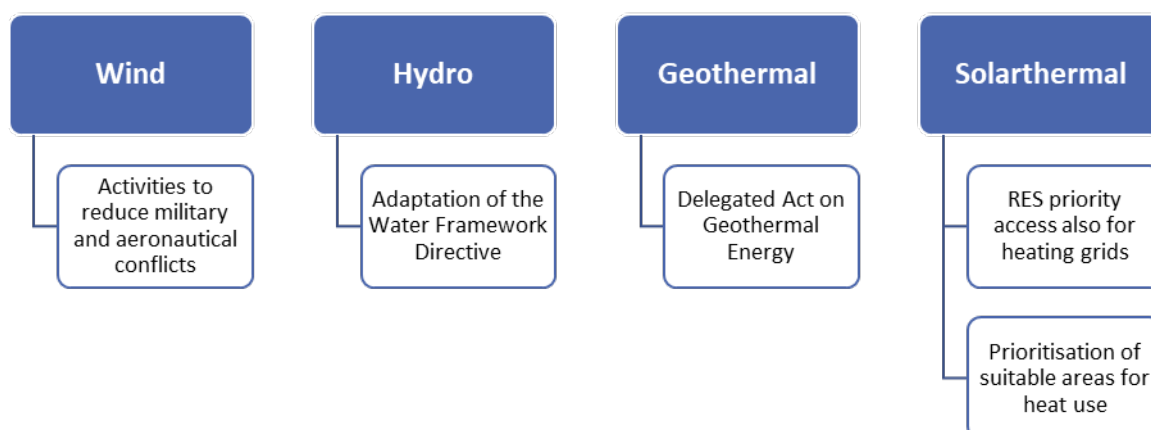 Wind
Activities to
reduce military
and aeronautical
conflicts
Hydro
Adaptation of the
Water Framework
Directive
Geothermal
Delegated Act on
Geothermal
Energy
Solarthermal
RES priority
access also for
heating grids
Prioritisation of
suitable areas for
heat use